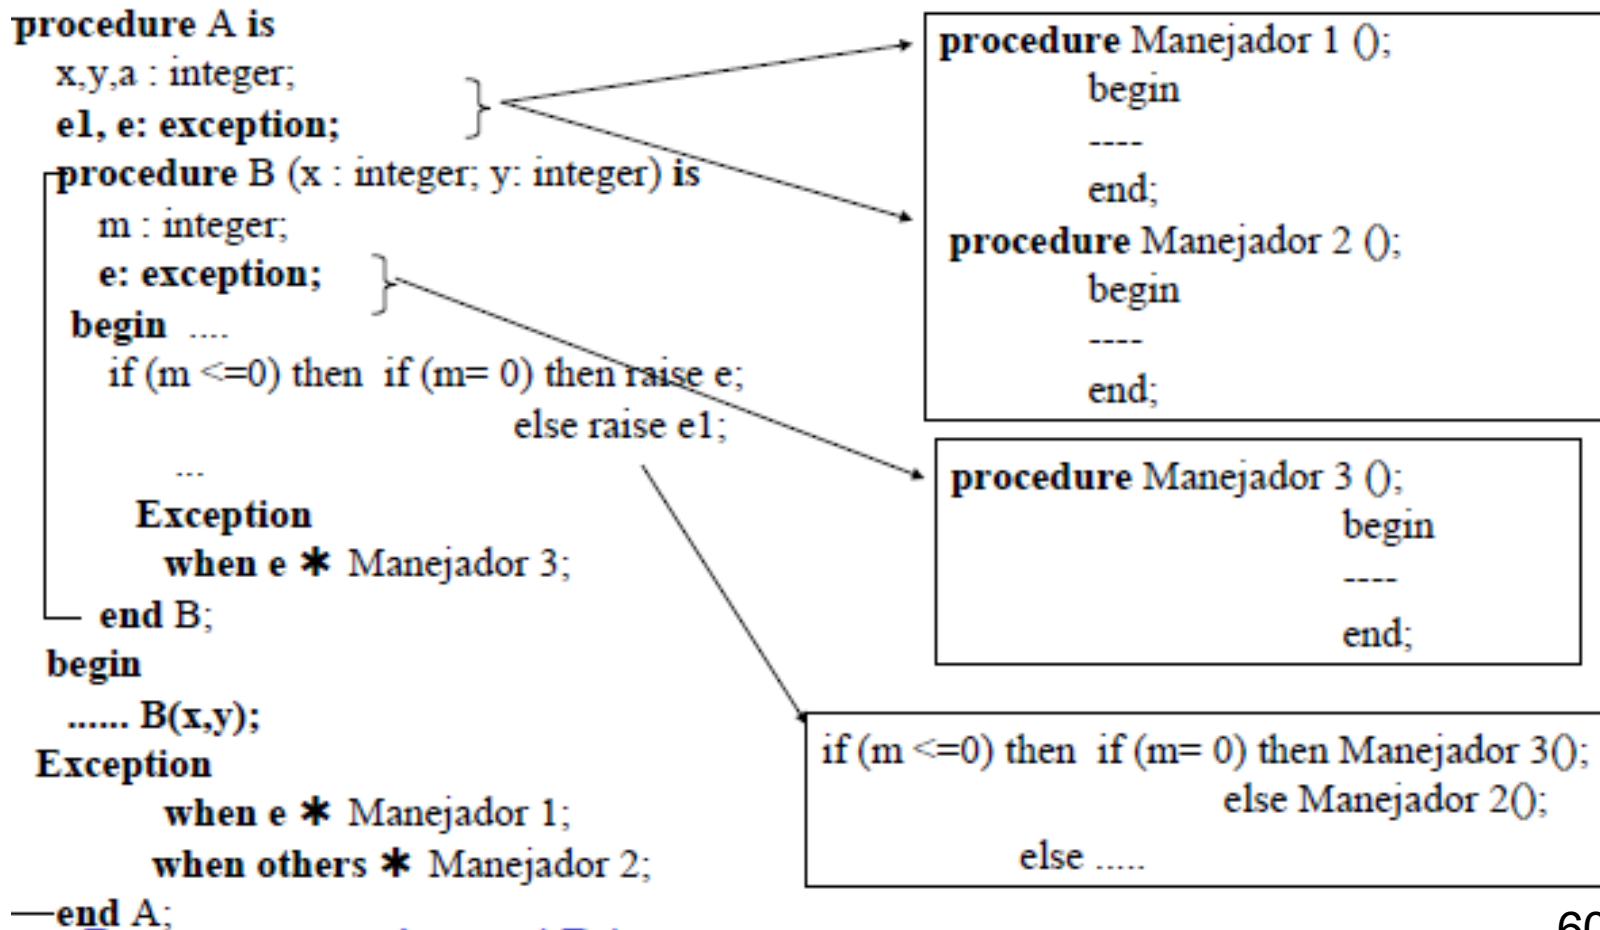 procedure A is
x,y,a : integer;
e1, e: exception;
procedure B (x : integer; y: integer) is
m : integer;
e: exception;
begin ....
if (m <=0) then if (m= 0) then raise e;
else raise e1;
...
Exception
when e ✱ Manejador 3;
end B;
begin
...... B(x,y);
Exception
when e ✱ Manejador 1;
when others ✱ Manejador 2;
end A;
procedure Manejador 1 ();
begin
----
end;
procedure Manejador 2 ();
begin
----
end;
procedure Manejador 3 ();
begin
----
end;
if (m <=0) then if (m= 0) then Manejador 3();
else Manejador 2();
else .....